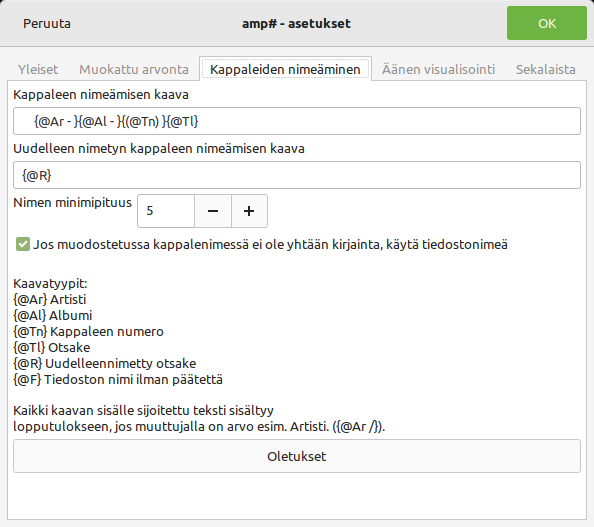 Peruuta amp# - asetukset OK
Yleiset Muokattu arvonta Kappaleiden nimeäminen Äänen visualisointi Sekalaista
Kappaleen nimeämisen kaava
{@Ar - }{@Al - }{(@Tn) }{@Tl}
Uudelleen nimetyn kappaleen nimeämisen kaava
{@R}
Nimen minimipituus 5 − +
Jos muodostetussa kappalenimessä ei ole yhtään kirjainta, käytä tiedostonimeä
Kaavatyypit:
{@Ar} Artisti
{@Al} Albumi
{@Tn} Kappaleen numero
{@Tl} Otsake
{@R} Uudelleennimetty otsake
{@F} Tiedoston nimi ilman päätettä
Kaikki kaavan sisälle sijoitettu teksti sisältyy
lopputulokseen, jos muuttujalla on arvo esim. Artisti. ({@Ar /}).
Oletukset